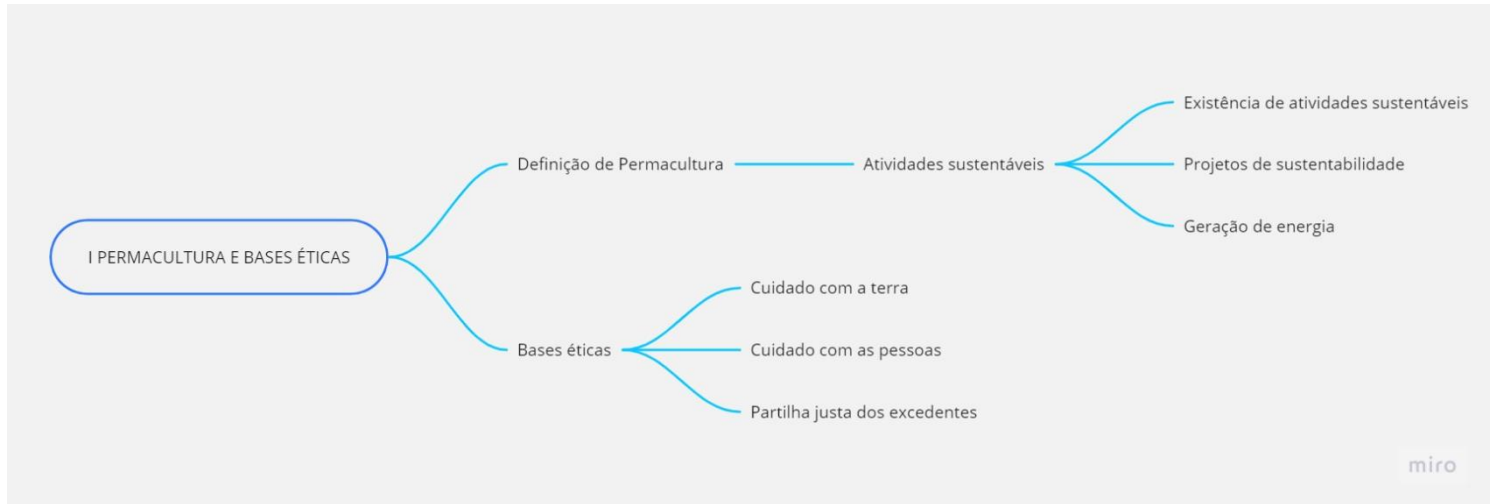 I PERMACULTURA E BASES ÉTICAS
Definição de Permacultura
Atividades sustentáveis
Existência de atividades sustentáveis
Projetos de sustentabilidade
Geração de energia
Bases éticas
Cuidado com a terra
Cuidado com as pessoas
Partilha justa dos excedentes
miro